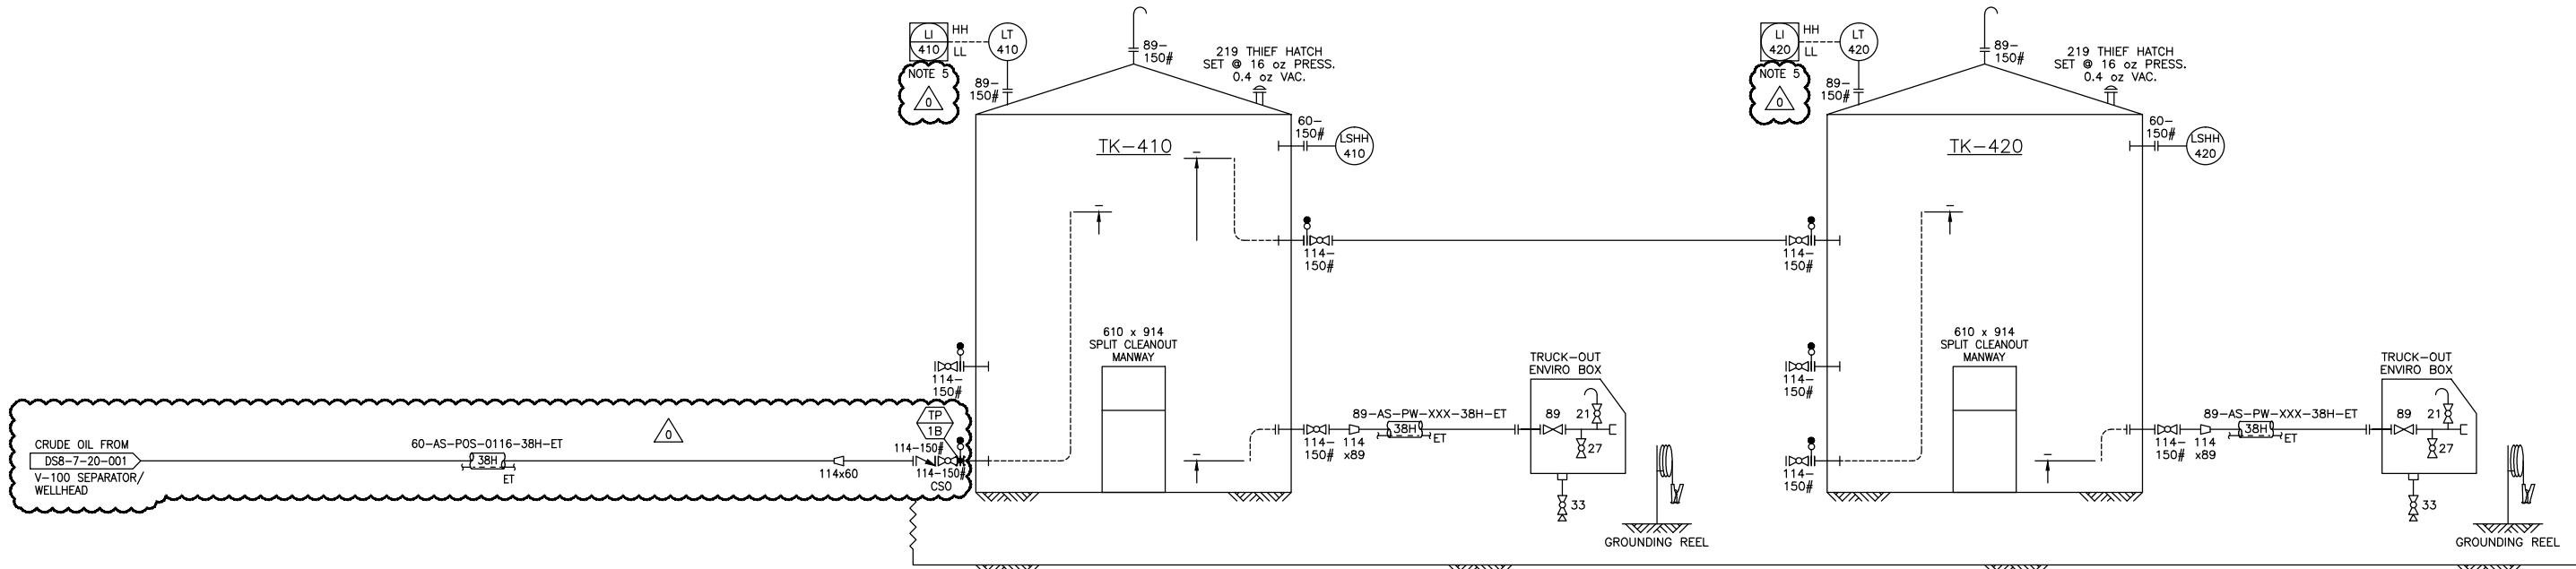 LI
410
HH
LL
LT
410
NOTE 5
0
89-
150#
89-
150#
219 THIEF HATCH
SET @ 16 oz PRESS.
0.4 oz VAC.
60-
150#
LSHH
410
TK-410
114-
150#
610 x 914
SPLIT CLEANOUT
MANWAY
114-
150#
TP
1B
CRUDE OIL FROM
DS8-7-20-001
V-100 SEPARATOR/
WELLHEAD
60-AS-POS-0116-38H-ET
38H
ET
0
114x60
114-150#
114-150#
CSO
114-
150#
114
x89
89-AS-PW-XXX-38H-ET
38H
ET
TRUCK-OUT
ENVIRO BOX
89
21
27
33
GROUNDING REEL
LI
420
HH
LL
LT
420
NOTE 5
0
89-
150#
89-
150#
219 THIEF HATCH
SET @ 16 oz PRESS.
0.4 oz VAC.
60-
150#
LSHH
420
TK-420
114-
150#
610 x 914
SPLIT CLEANOUT
MANWAY
114-
150#
114-
150#
114-
150#
114
x89
89-AS-PW-XXX-38H-ET
38H
ET
TRUCK-OUT
ENVIRO BOX
89
21
27
33
GROUNDING REEL